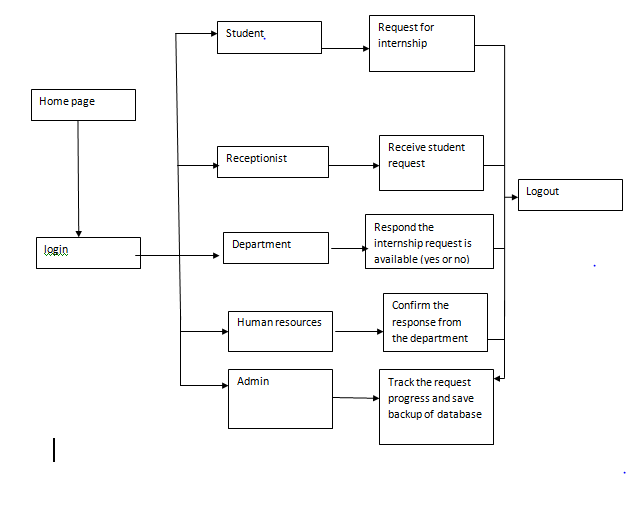 Student
Request for
internship
Home page
Receptionist
Receive student
request
Logout
login
Department
Respond the
internship request is
available (yes or no)
Human resources
Confirm the
response from
the department
Admin
Track the request
progress and save
backup of database